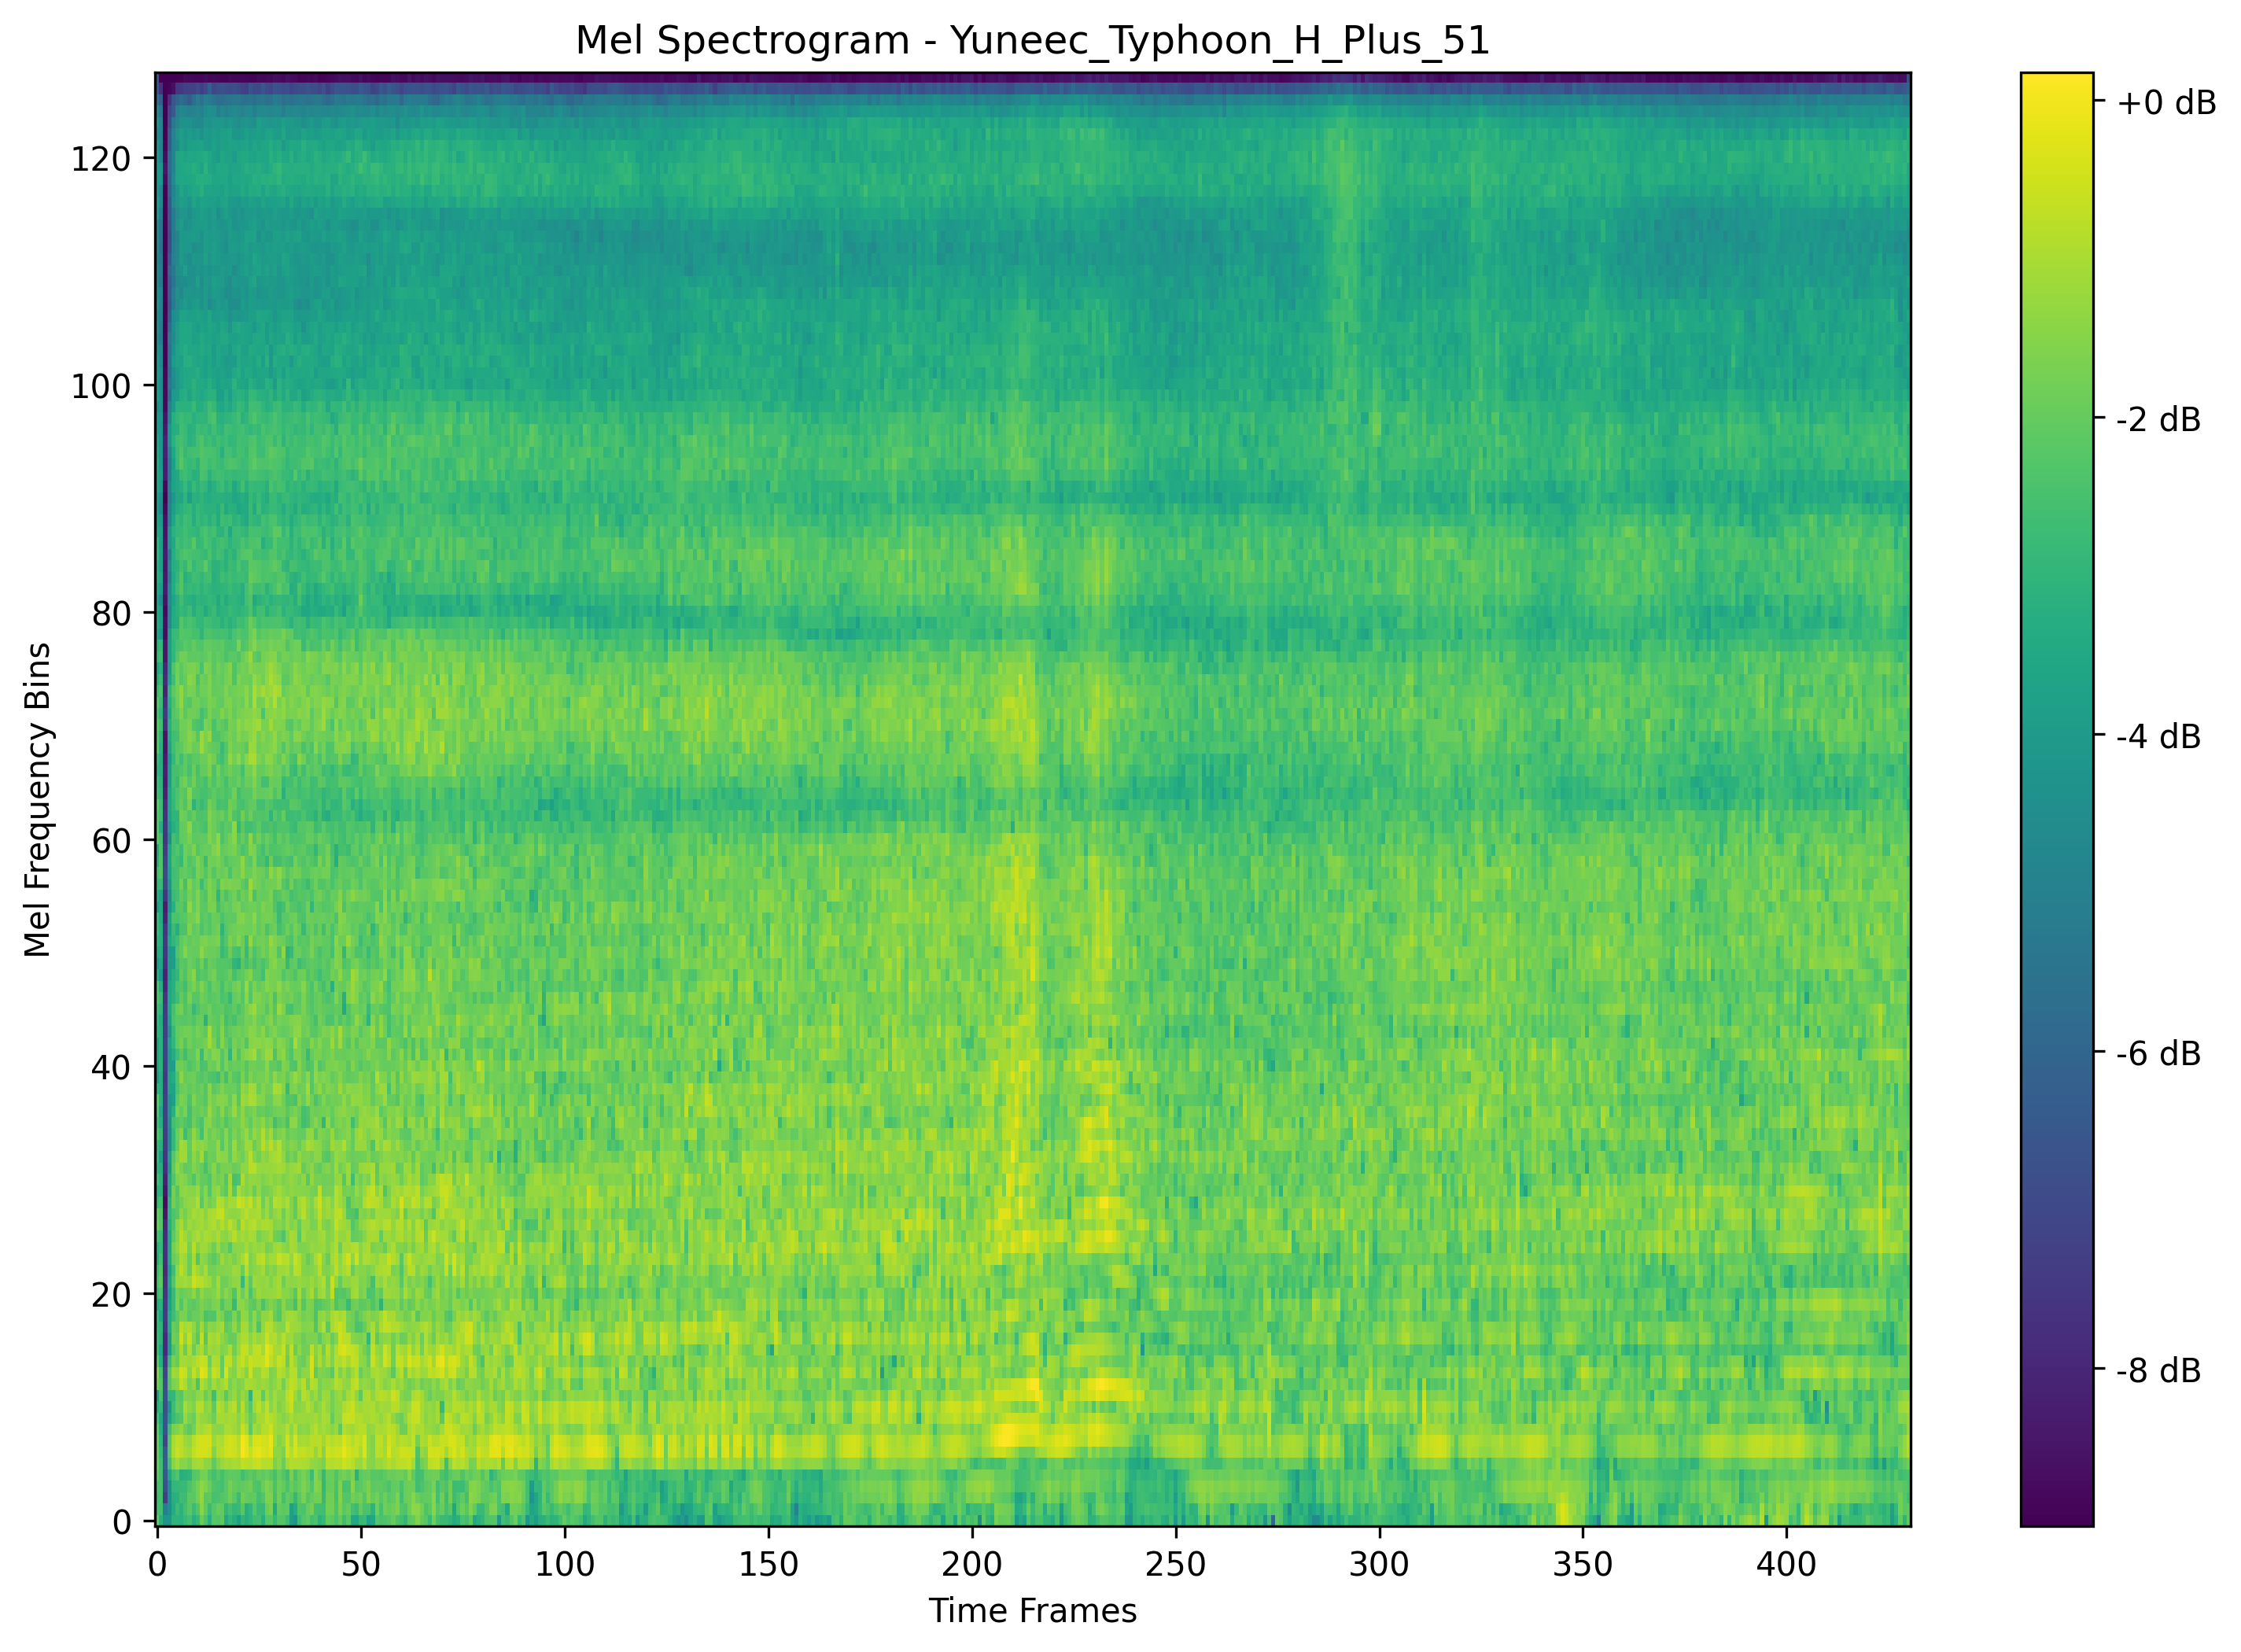 Mel Spectrogram - Yuneec_Typhoon_H_Plus_51
Mel Frequency Bins
120
100
80
60
40
20
0
0 50 100 150 200 250 300 350 400
Time Frames
+0 dB
-2 dB
-4 dB
-6 dB
-8 dB